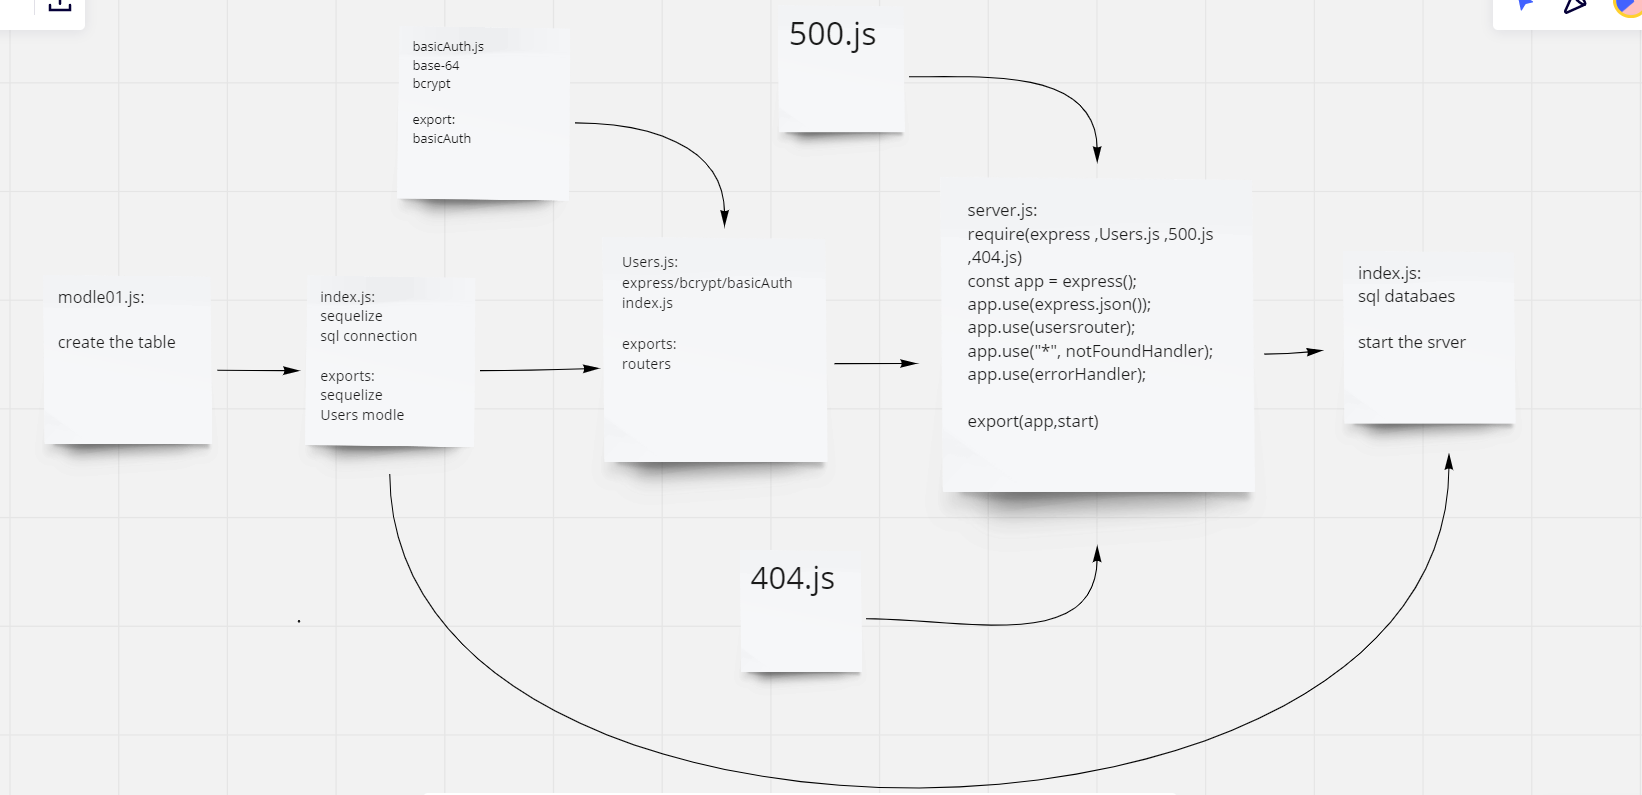 basicAuth.js
base-64
bcrypt
export:
basicAuth
500.js
modle01.js:
create the table
index.js:
sequelize
sql connection
exports:
sequelize
Users modle
Users.js:
express/bcrypt/basicAuth
index.js
exports:
routers
server.js:
require(express ,Users.js ,500.js
,404.js)
const app = express();
app.use(express.json());
app.use(usersrouter);
app.use("*", notFoundHandler);
app.use(errorHandler);
export(app,start)
index.js:
sql databaes
start the srver
404.js